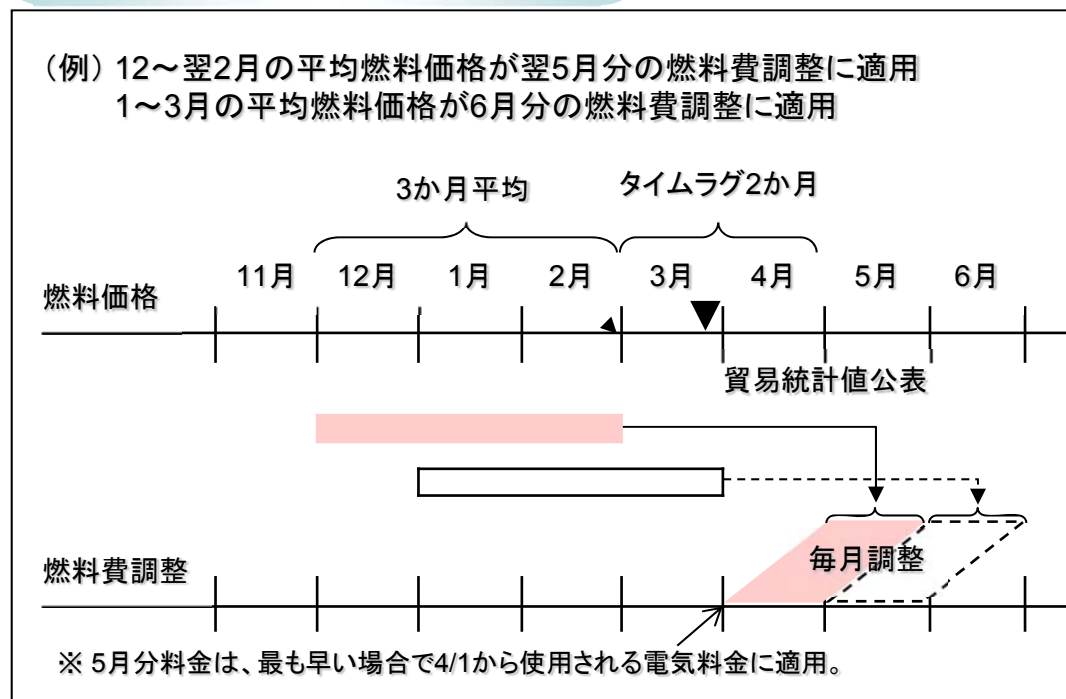 （例）12～翌2月の平均燃料価格が翌5月分の燃料費調整に適用
1～3月の平均燃料価格が6月分の燃料費調整に適用
3か月平均
タイムラグ2か月
11月 12月 1月 2月 3月 4月 5月 6月
燃料価格
貿易統計値公表
毎月調整
燃料費調整
※ 5月分料金は、最も早い場合で4/1から使用される電気料金に適用。